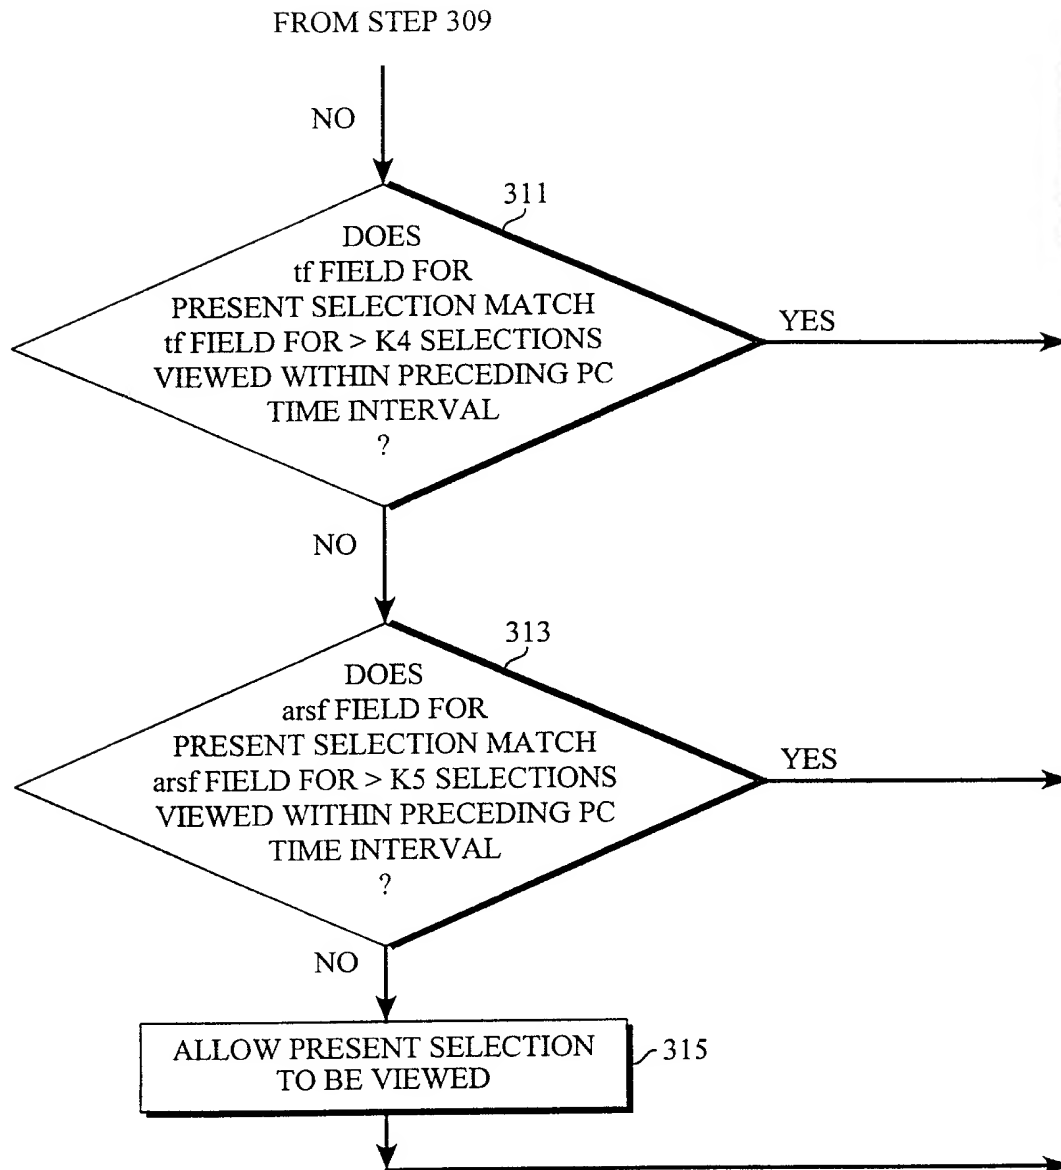 FROM STEP 309
NO
311
DOES
tf FIELD FOR
PRESENT SELECTION MATCH
tf FIELD FOR > K4 SELECTIONS
VIEWED WITHIN PRECEDING PC
TIME INTERVAL
?
YES
NO
313
DOES
arsf FIELD FOR
PRESENT SELECTION MATCH
arsf FIELD FOR > K5 SELECTIONS
VIEWED WITHIN PRECEDING PC
TIME INTERVAL
?
YES
NO
ALLOW PRESENT SELECTION
TO BE VIEWED
315